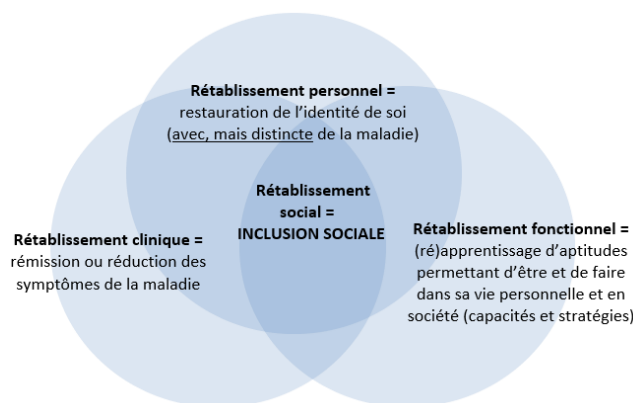 Rétablissement personnel =
restauration de l'identité de soi
(avec, mais distincte de la maladie)
Rétablissement
social =
INCLUSION SOCIALE
Rétablissement clinique =
rémission ou réduction des
symptômes de la maladie
Rétablissement fonctionnel =
(ré)apprentissage d'aptitudes
permettant d'être et de faire
dans sa vie personnelle et en
société (capacités et stratégies)